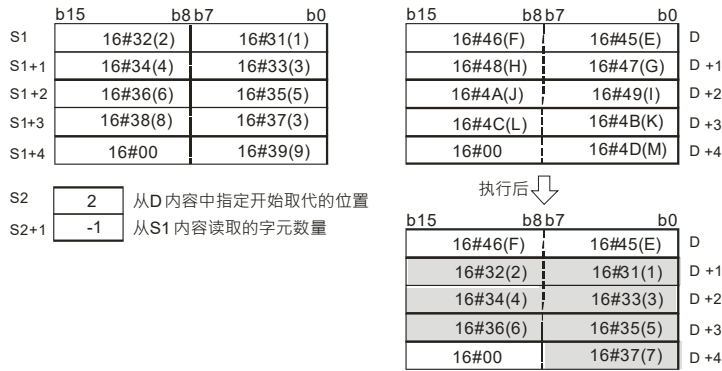 b15 b8 b7 b0
S1 16#32(2) 16#31(1)
S1+1 16#34(4) 16#33(3)
S1+2 16#36(6) 16#35(5)
S1+3 16#38(8) 16#37(3)
S1+4 16#00 16#39(9)
S2 2 从D内容中指定开始取代的位置
S2+1 -1 从S1内容读取的字元数量
b15 b8 b7 b0
16#46(F) 16#45(E) D
16#48(H) 16#47(G) D +1
16#4A(J) 16#49(I) D +2
16#4C(L) 16#4B(K) D +3
16#00 16#4D(M) D +4
执行后
b15 b8 b7 b0
16#46(F) 16#45(E) D
16#32(2) 16#31(1) D +1
16#34(4) 16#33(3) D +2
16#36(6) 16#35(5) D +3
16#00 16#37(7) D +4